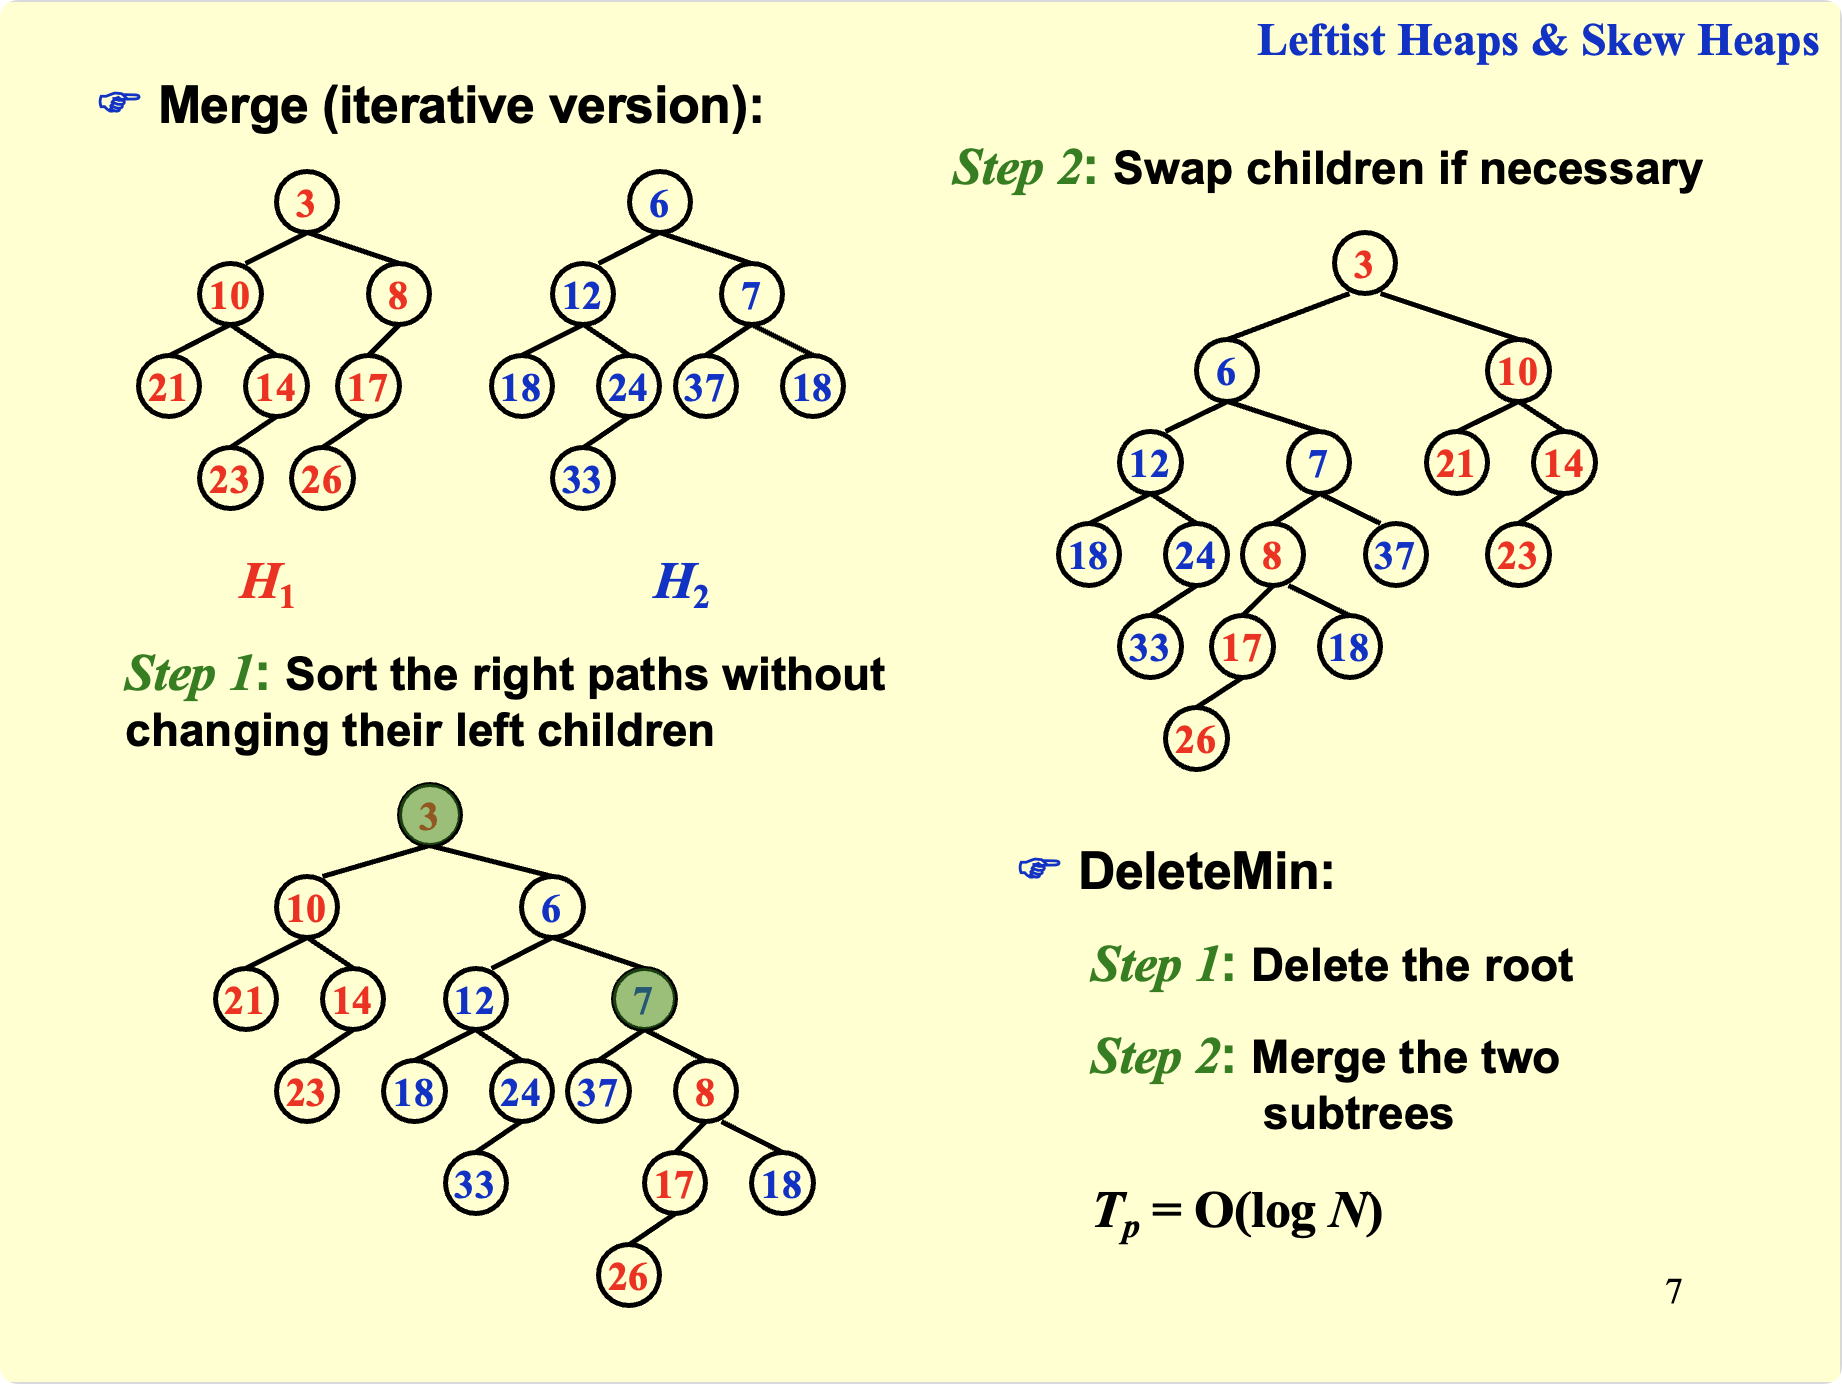 Leftist Heaps & Skew Heaps
☞ Merge (iterative version):
3
6
10 8
12 7
21 14 17
18 24 37 18
23 26
33
H1
H2
Step 1: Sort the right paths without
changing their left children
3
10 6
21 14 12 7
23 18 24 37 8
33 17 18
26
Step 2: Swap children if necessary
3
6 10
12 7 21 14
18 24 8 37 23
33 17 18
26
☞ DeleteMin:
Step 1: Delete the root
Step 2: Merge the two
subtrees
Tp = O(log N)
7